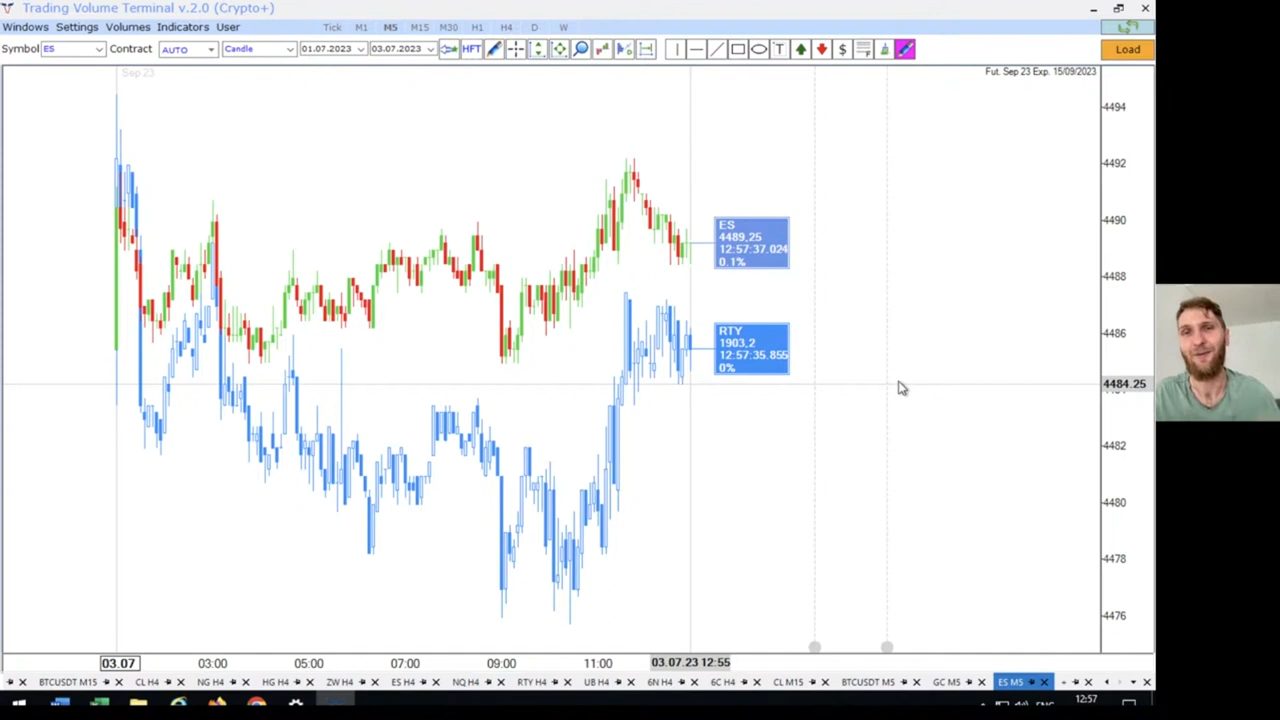 Trading Volume Terminal v.2.0 (Crypto+)
Windows Settings Volumes Indicators User Tick M1 M5 M15 M30 H1 H4 D W
Symbol ES Contract AUTO Candle 01.07.2023 03.07.2023 HFT T $ Load
Sep 23
Fut. Sep 23 Exp. 15/09/2023
4494
4492
4490
ES
4489,25
12:57:37.024
0.1%
4488
4486
RTY
1903,2
12:57:35.855
0%
4484.25
4482
4480
4478
4476
03.07 03:00 05:00 07:00 09:00 11:00 03.07.23 12:55
BTCUSDT M15 CL H4 NG H4 HG H4 ZW H4 ES H4 NQ H4 RTY H4 UB H4 6N H4 6C H4 CL M15 BTCUSDT M5 GC M5 ES M5
ENG 12:57